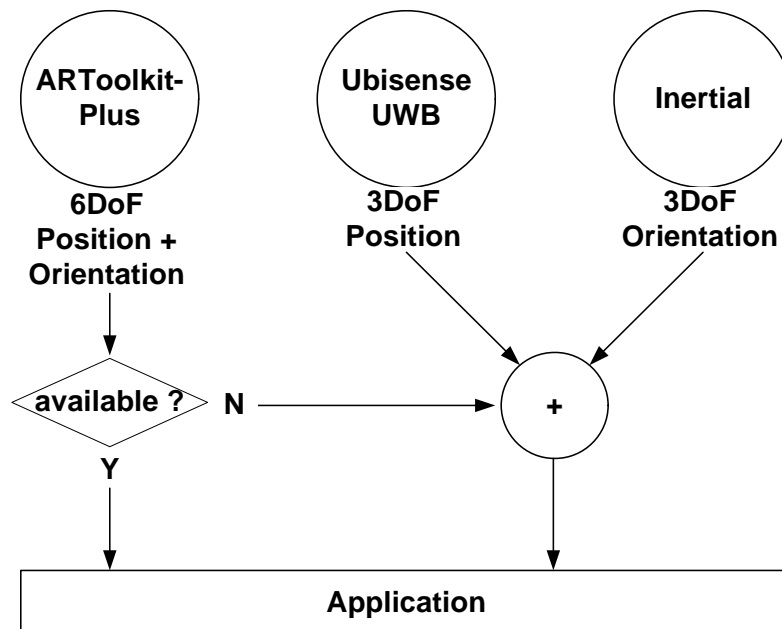 ARToolkit-
Plus
Ubisense
UWB
Inertial
6DoF
Position +
Orientation
3DoF
Position
3DoF
Orientation
available ?
N
+
Y
Application